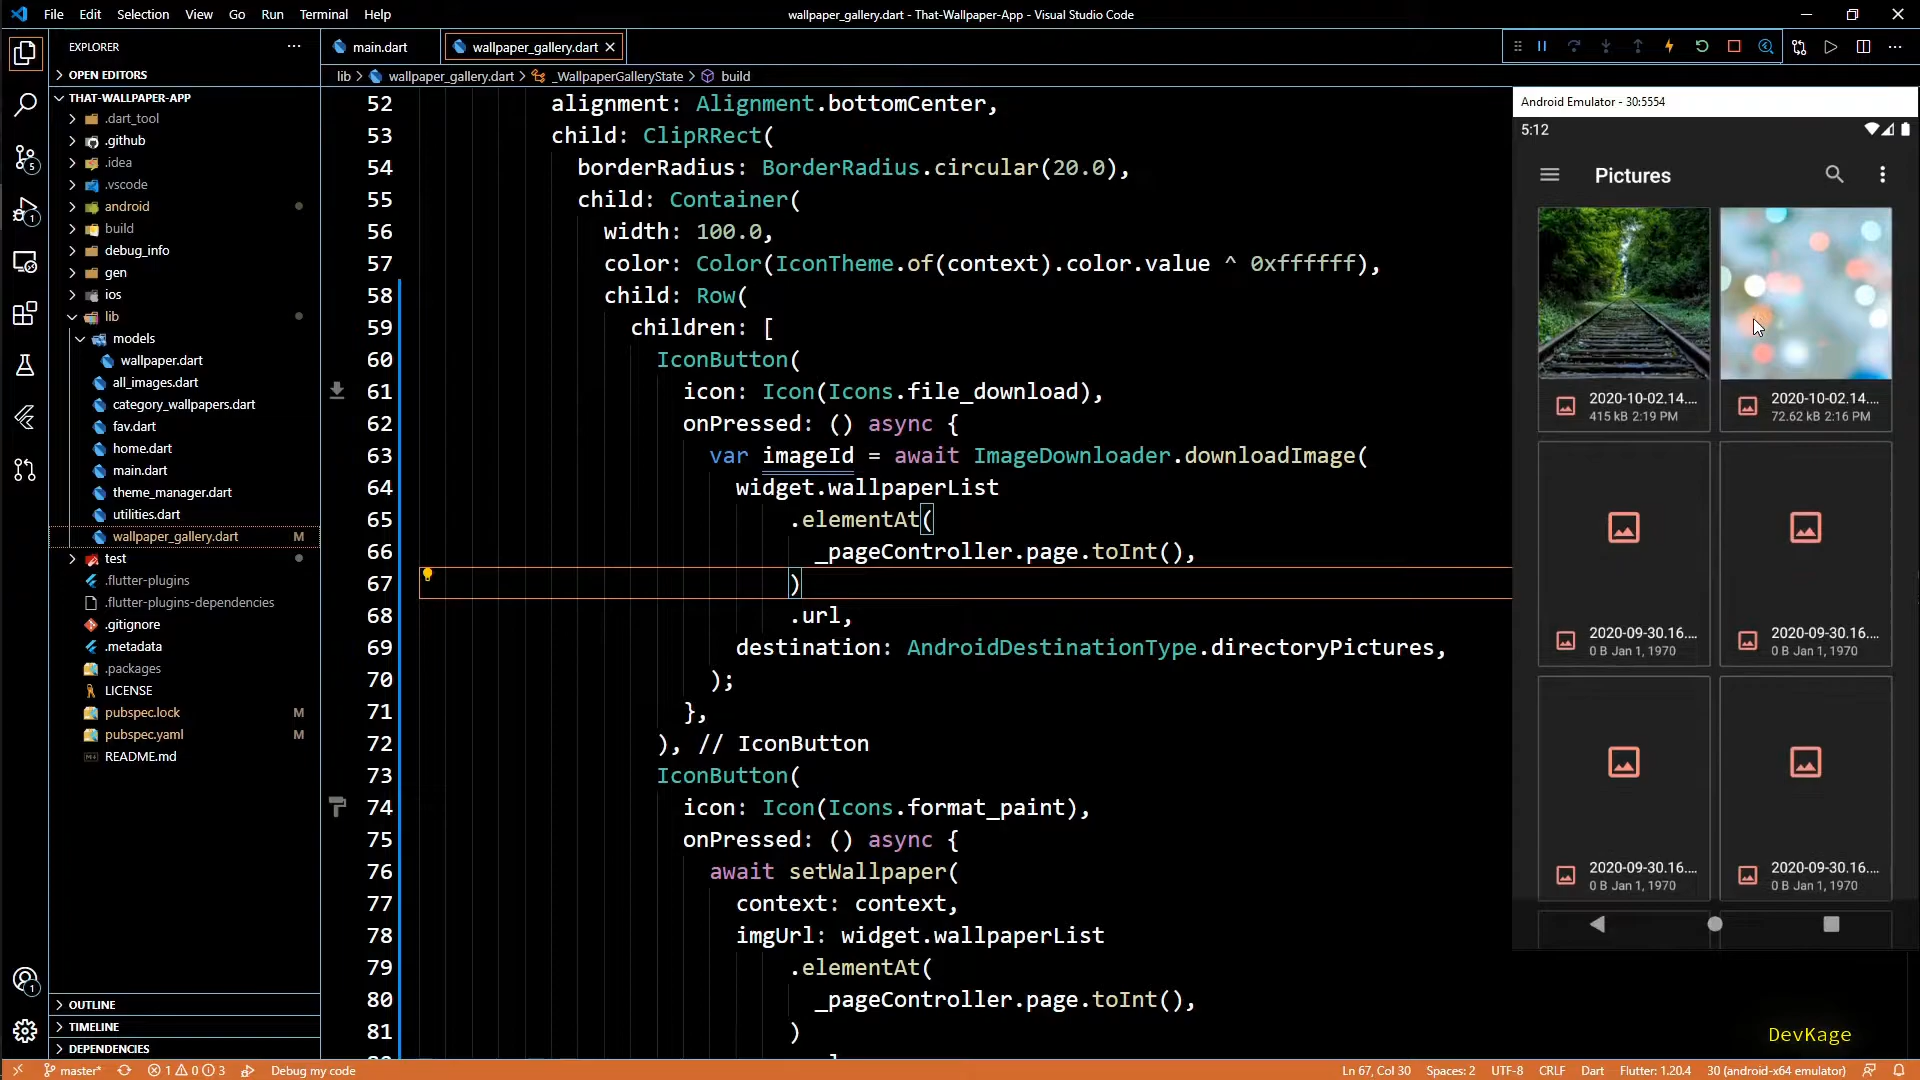 File Edit Selection View Go Run Terminal Help
wallpaper_gallery.dart - That-Wallpaper-App - Visual Studio Code
EXPLORER
OPEN EDITORS
THAT-WALLPAPER-APP
.dart_tool
.github
.idea
.vscode
android
build
debug_info
gen
ios
lib
models
wallpaper.dart
all_images.dart
category_wallpapers.dart
fav.dart
home.dart
main.dart
theme_manager.dart
utilities.dart
wallpaper_gallery.dart M
test
.flutter-plugins
.flutter-plugins-dependencies
.gitignore
.metadata
.packages
LICENSE
pubspec.lock M
pubspec.yaml M
README.md
OUTLINE
TIMELINE
DEPENDENCIES
5
1
1
main.dart wallpaper_gallery.dart
lib > wallpaper_gallery.dart > _WallpaperGalleryState > build
52 alignment: Alignment.bottomCenter,
53 child: ClipRRect(
54 borderRadius: BorderRadius.circular(20.0),
55 child: Container(
56 width: 100.0,
57 color: Color(IconTheme.of(context).color.value ^ 0xffffff),
58 child: Row(
59 children: [
60 IconButton(
61 icon: Icon(Icons.file_download),
62 onPressed: () async {
63 var imageId = await ImageDownloader.downloadImage(
64 widget.wallpaperList
65 .elementAt(
66 _pageController.page.toInt(),
67 )
68 .url,
69 destination: AndroidDestinationType.directoryPictures,
70 );
71 },
72 ), // IconButton
73 IconButton(
74 icon: Icon(Icons.format_paint),
75 onPressed: () async {
76 await setWallpaper(
77 context: context,
78 imgUrl: widget.wallpaperList
79 .elementAt(
80 _pageController.page.toInt(),
81 )
Android Emulator - 30:5554
5:12
Pictures
2020-10-02.14....
415 kB 2:19 PM
2020-10-02.14....
72.62 kB 2:16 PM
2020-09-30.16....
0 B Jan 1, 1970
2020-09-30.16....
0 B Jan 1, 1970
2020-09-30.16....
0 B Jan 1, 1970
2020-09-30.16....
0 B Jan 1, 1970
DevKage
master* 1 0 3 Debug my code
Ln 67, Col 30 Spaces: 2 UTF-8 CRLF Dart Flutter: 1.20.4 30 (android-x64 emulator)